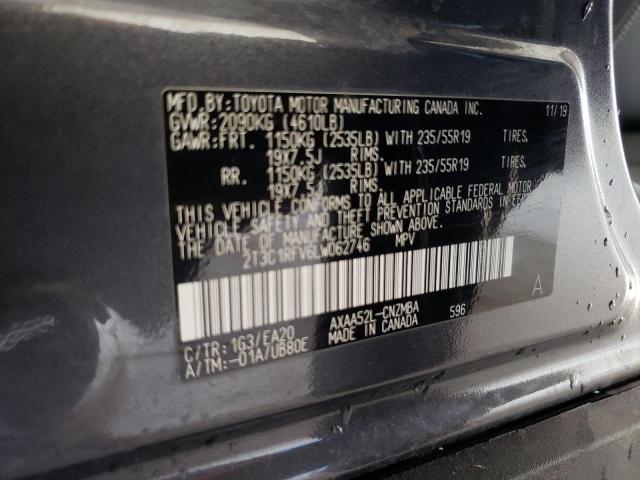 MFD.BY:TOYOTA MOTOR MANUFACTURING CANADA INC. 11/19
GVWR:2090KG (4610LB)
GAWR:FRT. 1150KG (2535LB) WITH 235/55R19 TIRES.
19X7.5J RIMS.
RR. 1150KG (2535LB) WITH 235/55R19 TIRES.
19X7.5J RIMS.
THIS VEHICLE CONFORMS TO ALL APPLICABLE FEDERAL MOTOR
VEHICLE SAFETY AND THEFT PREVENTION STANDARDS IN
THE DATE OF MANUFACTURE SHOWN ABOVE.
2T3C1RFV6LW062746 MPV
A
AXAA52L-CNZMBA 596
MADE IN CANADA
C/TR:1G3/EA20
A/TM:-01A/UB80E